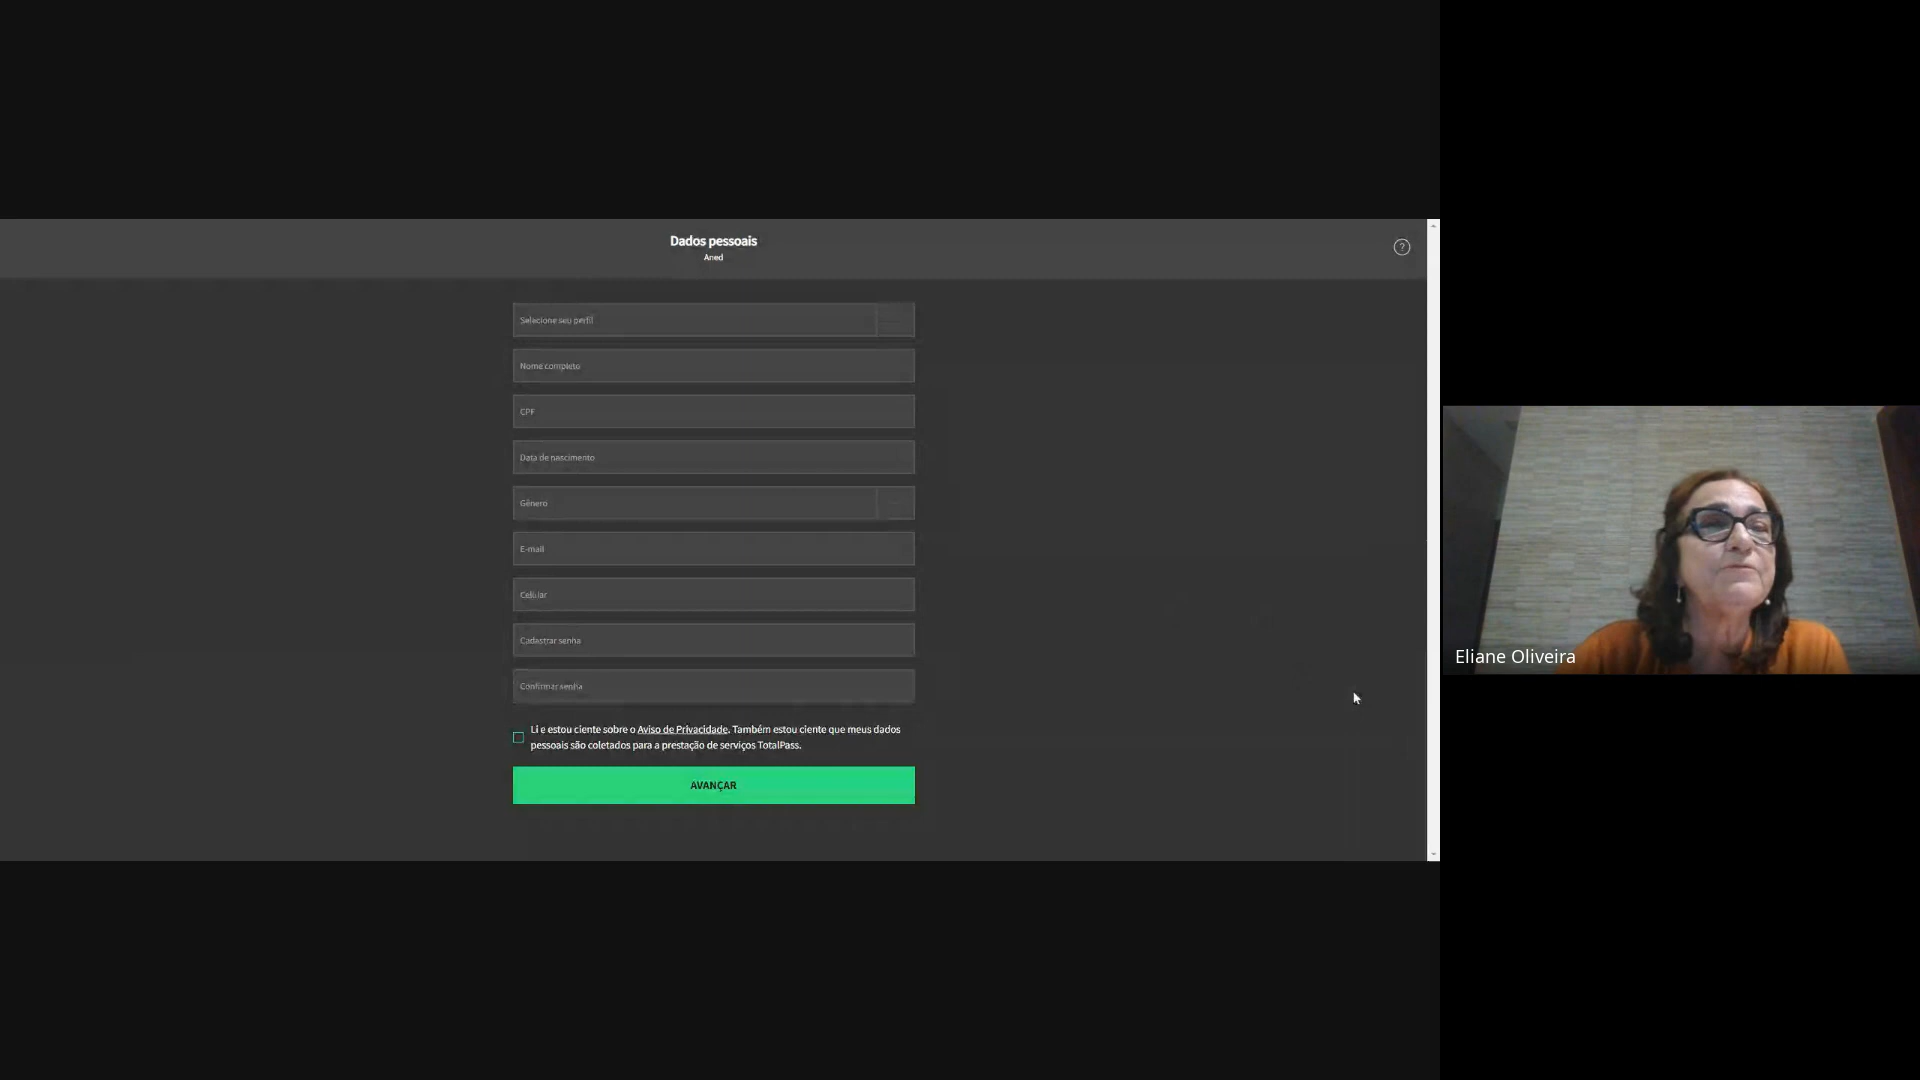 Dados pessoais
Aned
?
Selecione seu perfil
Nome completo
CPF
Data de nascimento
Gênero
E-mail
Celular
Cadastrar senha
Confirmar senha
Li e estou ciente sobre o Aviso de Privacidade. Também estou ciente que meus dados
pessoais são coletados para a prestação de serviços TotalPass.
AVANÇAR
Eliane Oliveira